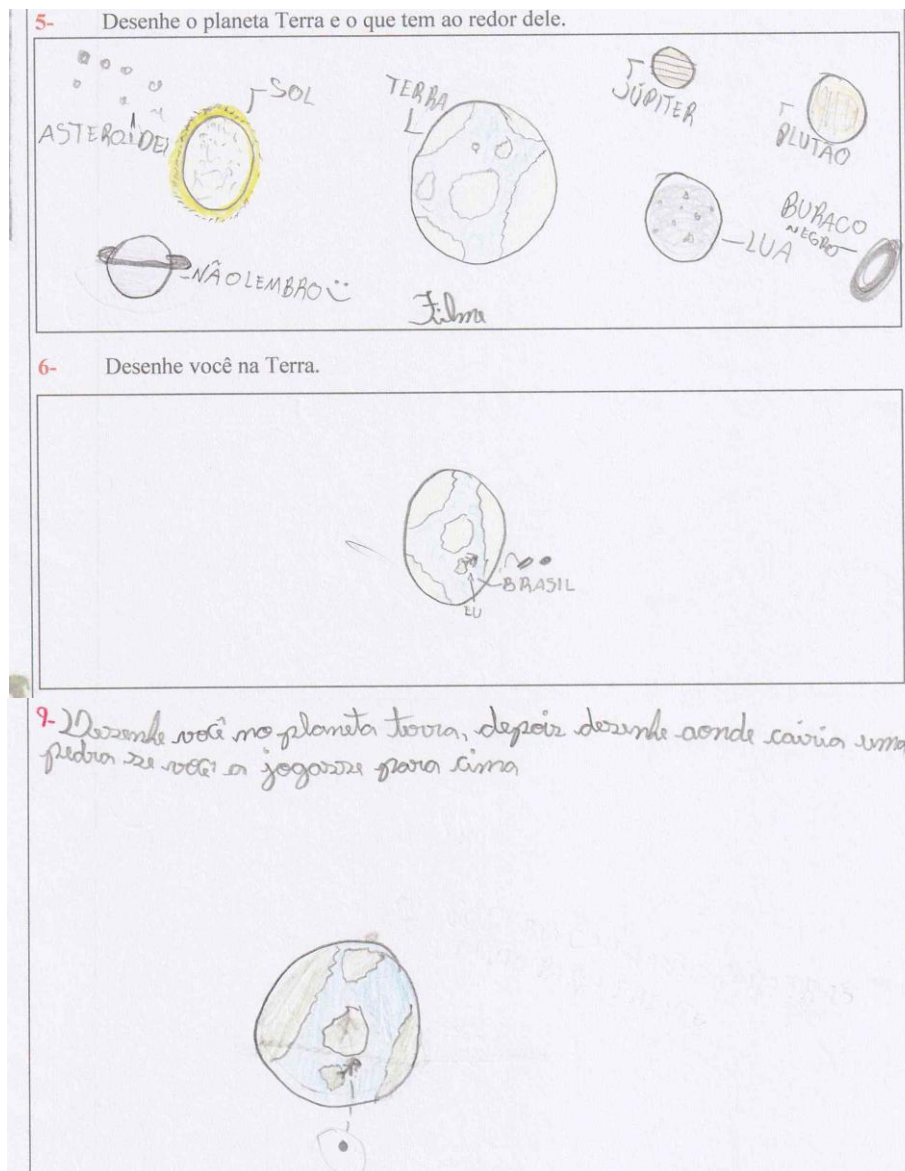 5- Desenhe o planeta Terra e o que tem ao redor dele.
ASTEROIDE
SOL
TERRA
JÚPITER
PLUTÃO
NÃO LEMBRO
LUA
BURACO
NEGRO
Filme
6- Desenhe você na Terra.
BRASIL
EU
9- Desenhe você no planeta terra, depois desenhe aonde cairia uma
pedra se você a jogasse para cima